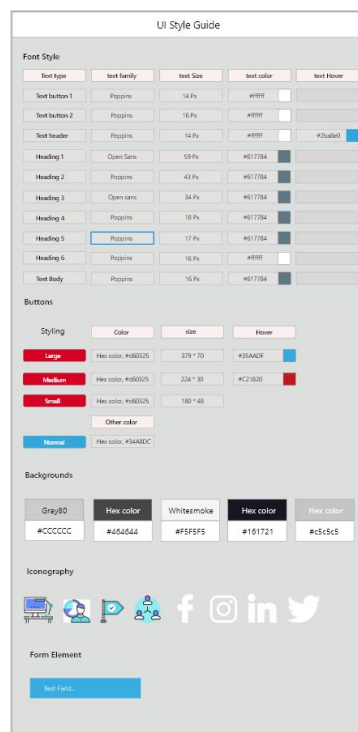 UI Style Guide
Font Style
Text type text family text Size text color text Hover
Text button 1 Poppins 14 Px #ffffff
Text button 2 Poppins 16 Px #ffffff
Text header Poppins 14 Px #ffffff #2ba8e0
Heading 1 Open Sans 59 Px #617784
Heading 2 Poppins 43 Px #617784
Heading 3 Open sans 34 Px #617784
Heading 4 Poppins 18 Px #617784
Heading 5 Poppins 17 Px #617784
Heading 6 Poppins 16 Px #ffffff
Text Body Poppins 16 Px #617784
Buttons
Styling Color size Hover
Large Hex color, #d60325 379 * 70 #35AADF
Medium Hex color, #d60325 224 * 30 #C21820
Small Hex color, #d60325 180 * 48
Other color
Normal Hex color, #34A8DC
Backgrounds
Gray80 Hex color Whitesmoke Hex color Hex color
#CCCCCC #464644 #F5F5F5 #161721 #c5c5c5
Iconography
Form Element
Text Field..